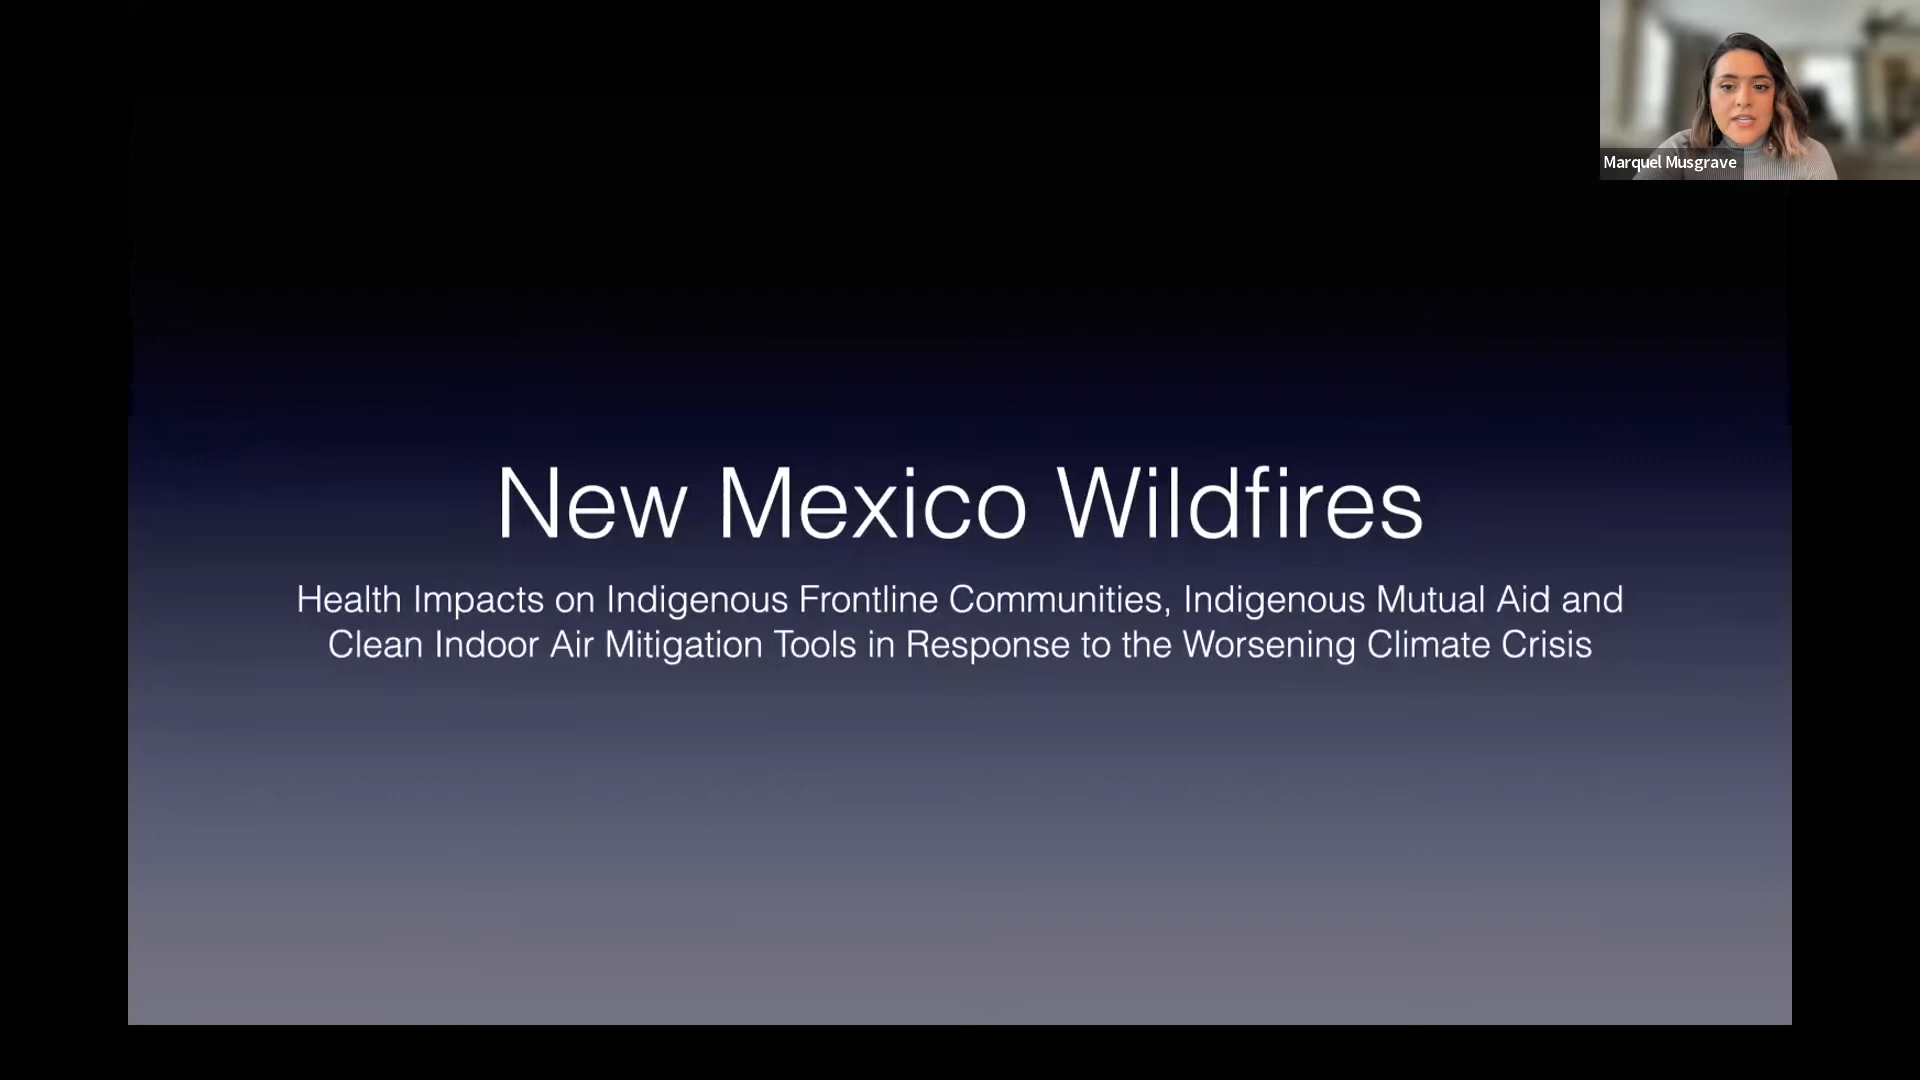 Marquel Musgrave
New Mexico Wildfires
Health Impacts on Indigenous Frontline Communities, Indigenous Mutual Aid and
Clean Indoor Air Mitigation Tools in Response to the Worsening Climate Crisis